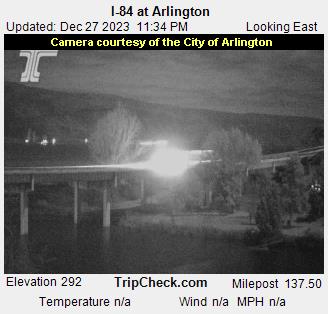 I-84 at Arlington
Updated: Dec 27 2023 11:34 PM Looking East
Camera courtesy of the City of Arlington
Elevation 292 TripCheck.com Milepost 137.50
Temperature n/a Wind n/a MPH n/a